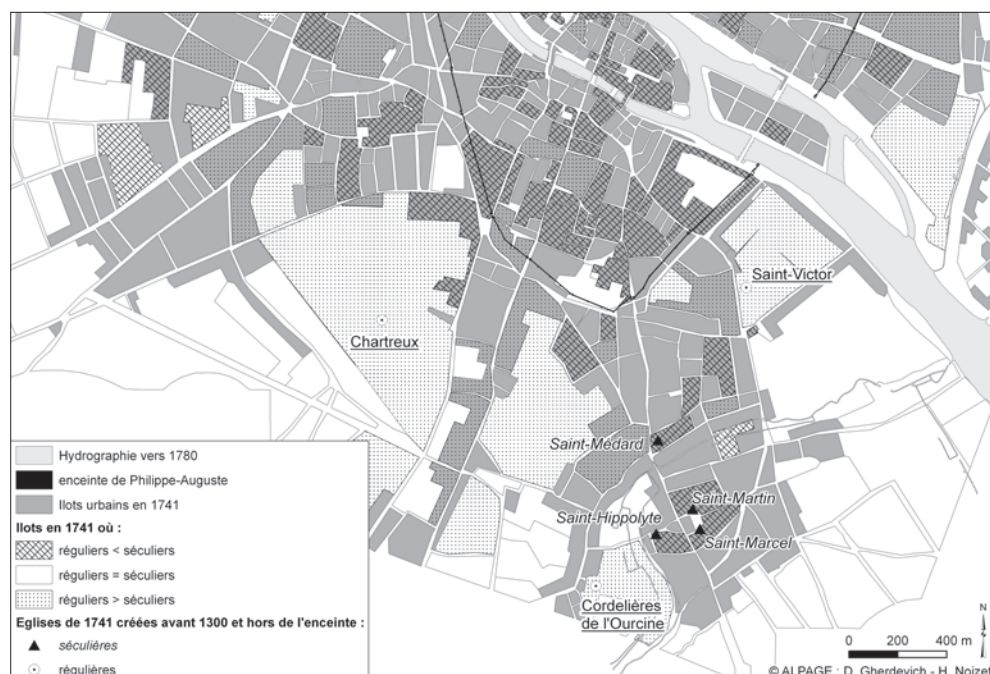 Saint-Victor
Chartreux
Saint-Médard
Saint-Martin
Saint-Hippolyte
Saint-Marcel
Cordelières
de l'Ourcine
Hydrographie vers 1780
enceinte de Philippe-Auguste
Ilots urbains en 1741
Ilots en 1741 où :
réguliers < séculiers
réguliers = séculiers
réguliers > séculiers
Eglises de 1741 créées avant 1300 et hors de l'enceinte :
séculières
régulières
N
0 200 400 m
© ALPAGE : D. Gherdevich - H. Noizet